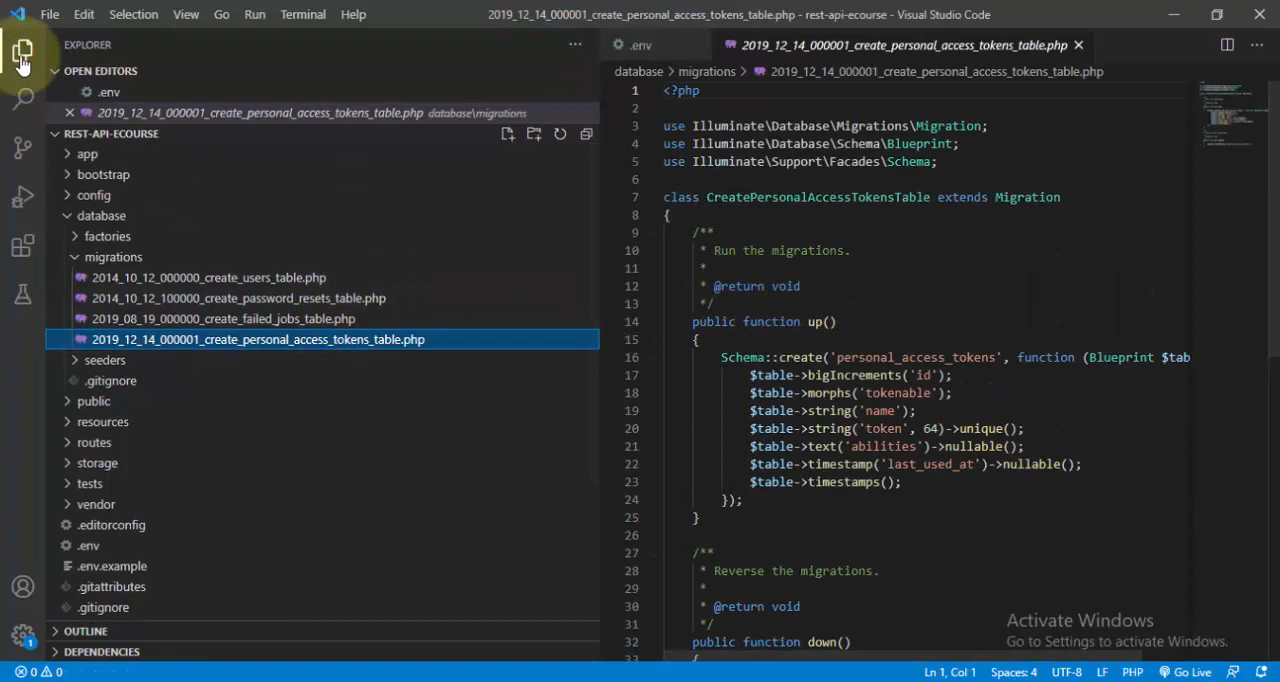 File Edit Selection View Go Run Terminal Help 2019_12_14_000001_create_personal_access_tokens_table.php - rest-api-ecourse - Visual Studio Code
EXPLORER
OPEN EDITORS
.env
2019_12_14_000001_create_personal_access_tokens_table.php database\migrations
REST-API-ECOURSE
app
bootstrap
config
database
factories
migrations
2014_10_12_000000_create_users_table.php
2014_10_12_100000_create_password_resets_table.php
2019_08_19_000000_create_failed_jobs_table.php
2019_12_14_000001_create_personal_access_tokens_table.php
seeders
.gitignore
public
resources
routes
storage
tests
vendor
.editorconfig
.env
.env.example
.gitattributes
.gitignore
OUTLINE
DEPENDENCIES
.env 2019_12_14_000001_create_personal_access_tokens_table.php
database > migrations > 2019_12_14_000001_create_personal_access_tokens_table.php
1 <?php
2
3 use Illuminate\Database\Migrations\Migration;
4 use Illuminate\Database\Schema\Blueprint;
5 use Illuminate\Support\Facades\Schema;
6
7 class CreatePersonalAccessTokensTable extends Migration
8 {
9 /**
10 * Run the migrations.
11 *
12 * @return void
13 */
14 public function up()
15 {
16 Schema::create('personal_access_tokens', function (Blueprint $tab
17 $table->bigIncrements('id');
18 $table->morphs('tokenable');
19 $table->string('name');
20 $table->string('token', 64)->unique();
21 $table->text('abilities')->nullable();
22 $table->timestamp('last_used_at')->nullable();
23 $table->timestamps();
24 });
25 }
26
27 /**
28 * Reverse the migrations.
29 *
30 * @return void
31 */
32 public function down()
33 {
Activate Windows
Go to Settings to activate Windows.
1
0 0 Ln 1, Col 1 Spaces: 4 UTF-8 LF PHP Go Live